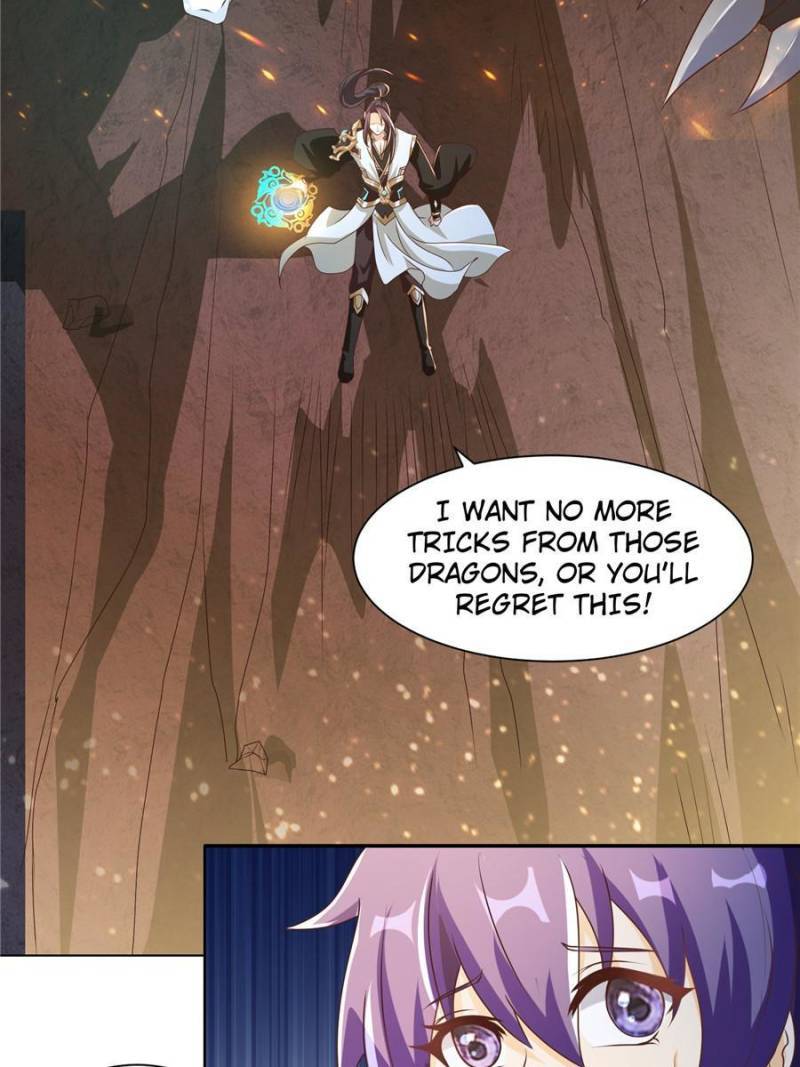 I WANT NO MORE
TRICKS FROM THOSE
DRAGONS, OR YOU'LL
REGRET THIS!